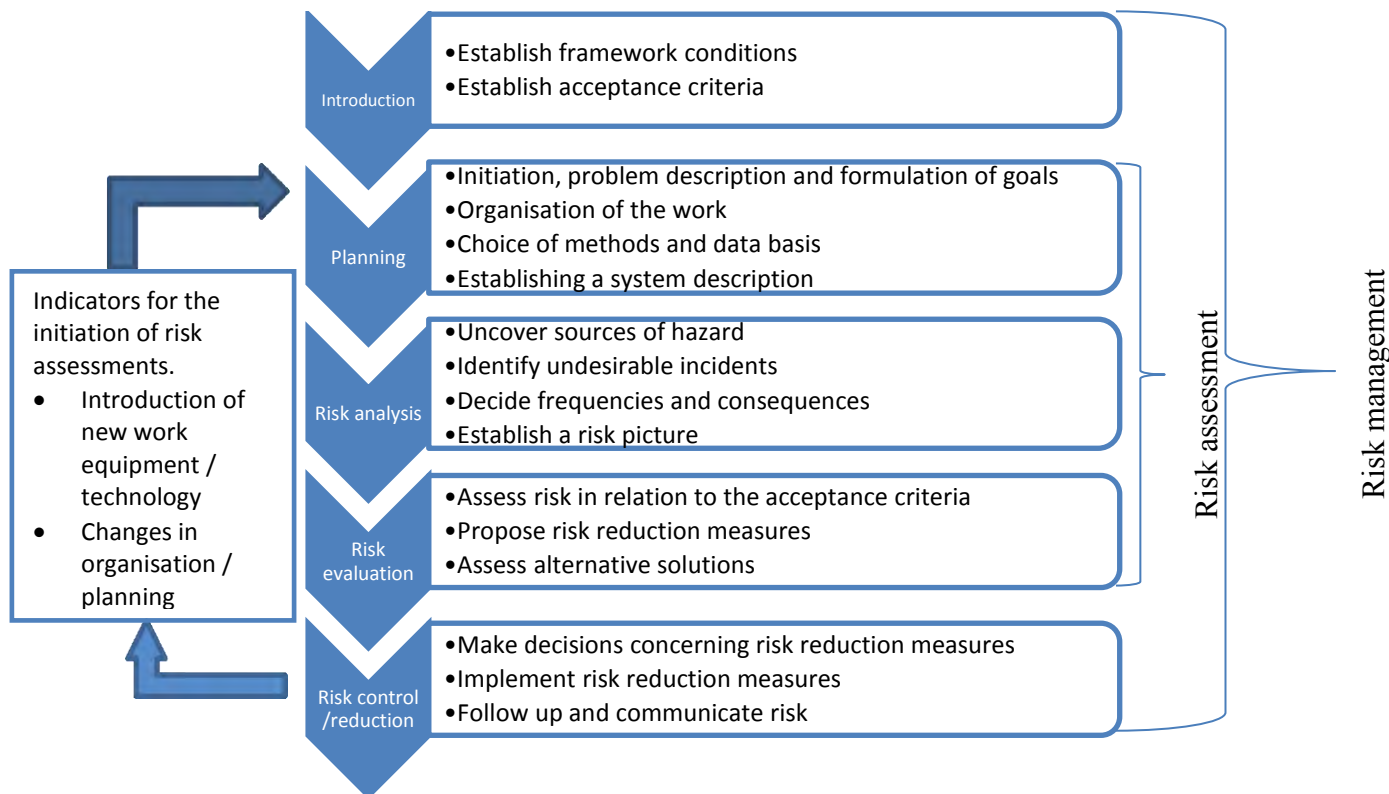 Introduction
•Establish framework conditions
•Establish acceptance criteria
Planning
•Initiation, problem description and formulation of goals
•Organisation of the work
•Choice of methods and data basis
•Establishing a system description
Risk analysis
•Uncover sources of hazard
•Identify undesirable incidents
•Decide frequencies and consequences
•Establish a risk picture
Risk
evaluation
•Assess risk in relation to the acceptance criteria
•Propose risk reduction measures
•Assess alternative solutions
Risk control
/reduction
•Make decisions concerning risk reduction measures
•Implement risk reduction measures
•Follow up and communicate risk
Indicators for the
initiation of risk
assessments.
• Introduction of
new work
equipment /
technology
• Changes in
organisation /
planning
Risk assessment
Risk management